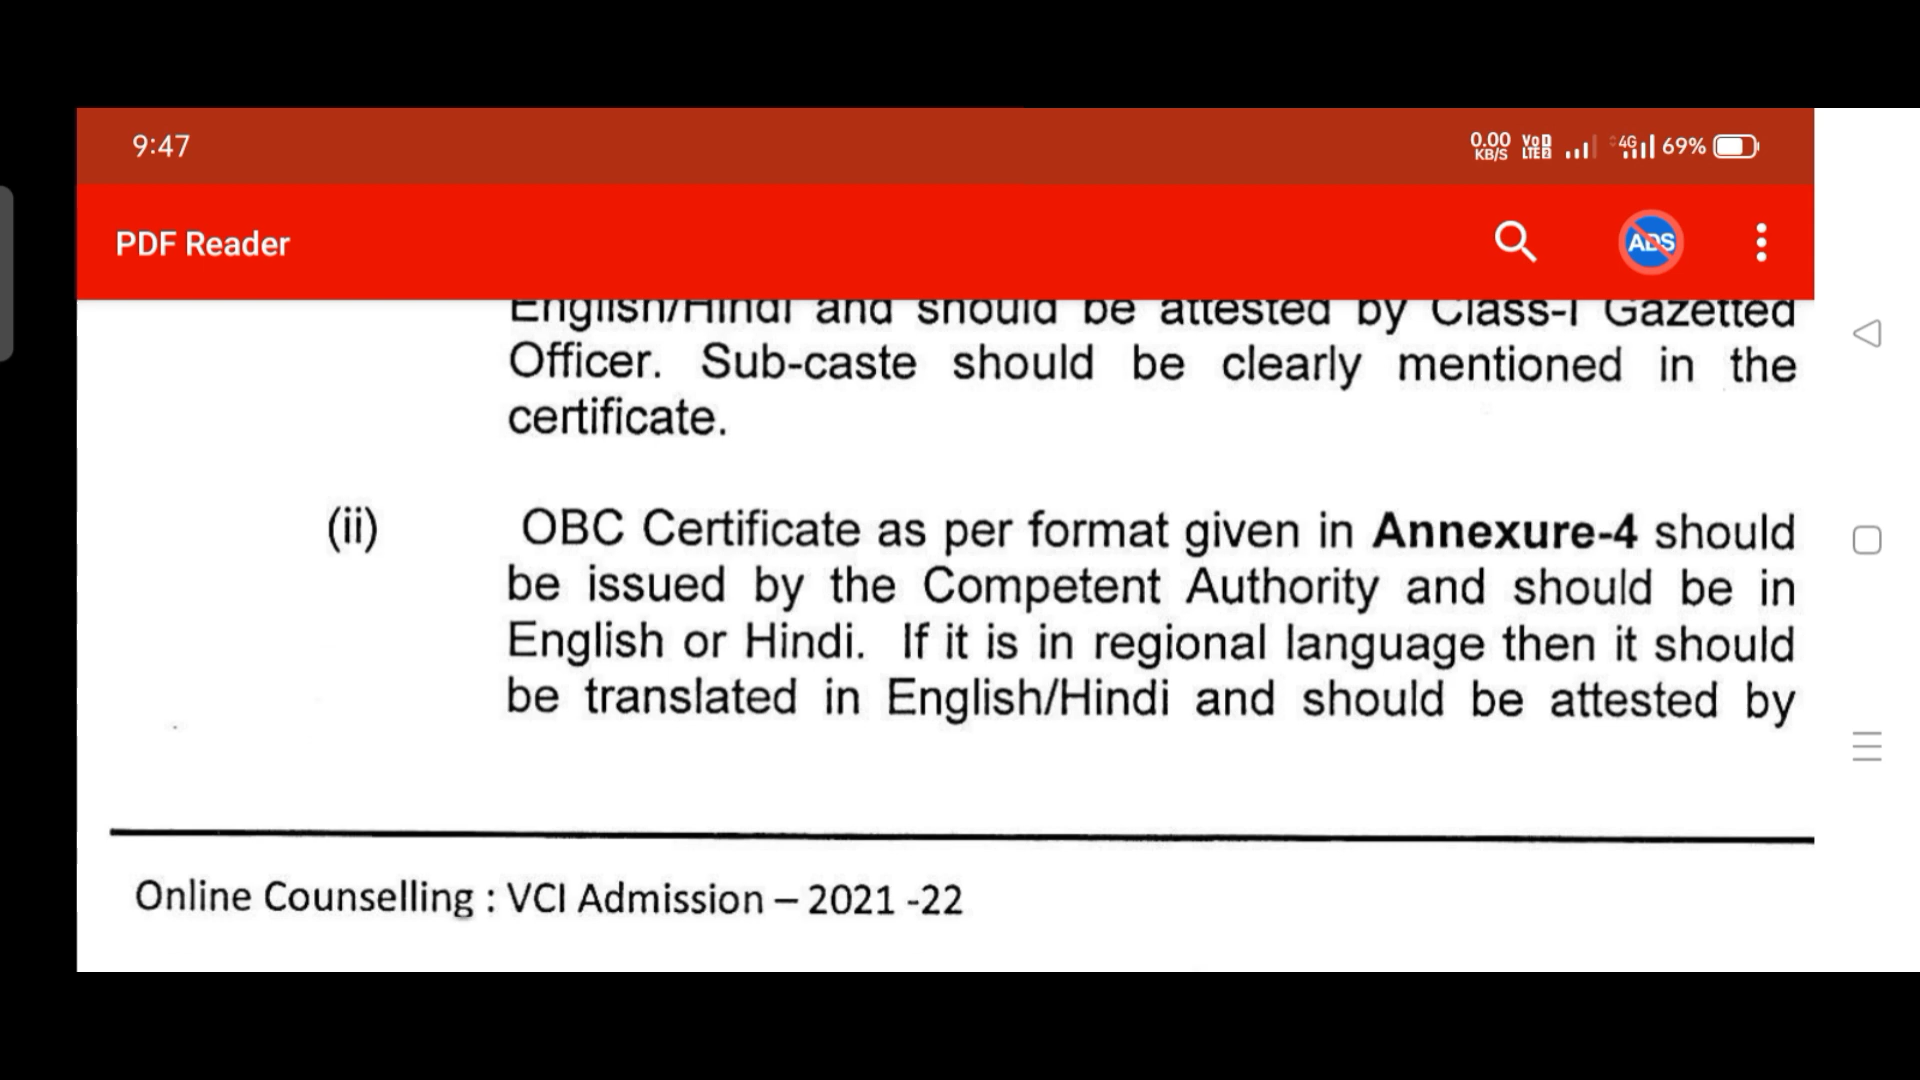 9:47
0.00 KB/S VoD LTE2 4G 69%
PDF Reader
ADS
English/Hindi and should be attested by Class-I Gazetted
Officer. Sub-caste should be clearly mentioned in the
certificate.
(ii) OBC Certificate as per format given in Annexure-4 should
be issued by the Competent Authority and should be in
English or Hindi. If it is in regional language then it should
be translated in English/Hindi and should be attested by
Online Counselling : VCI Admission – 2021 -22